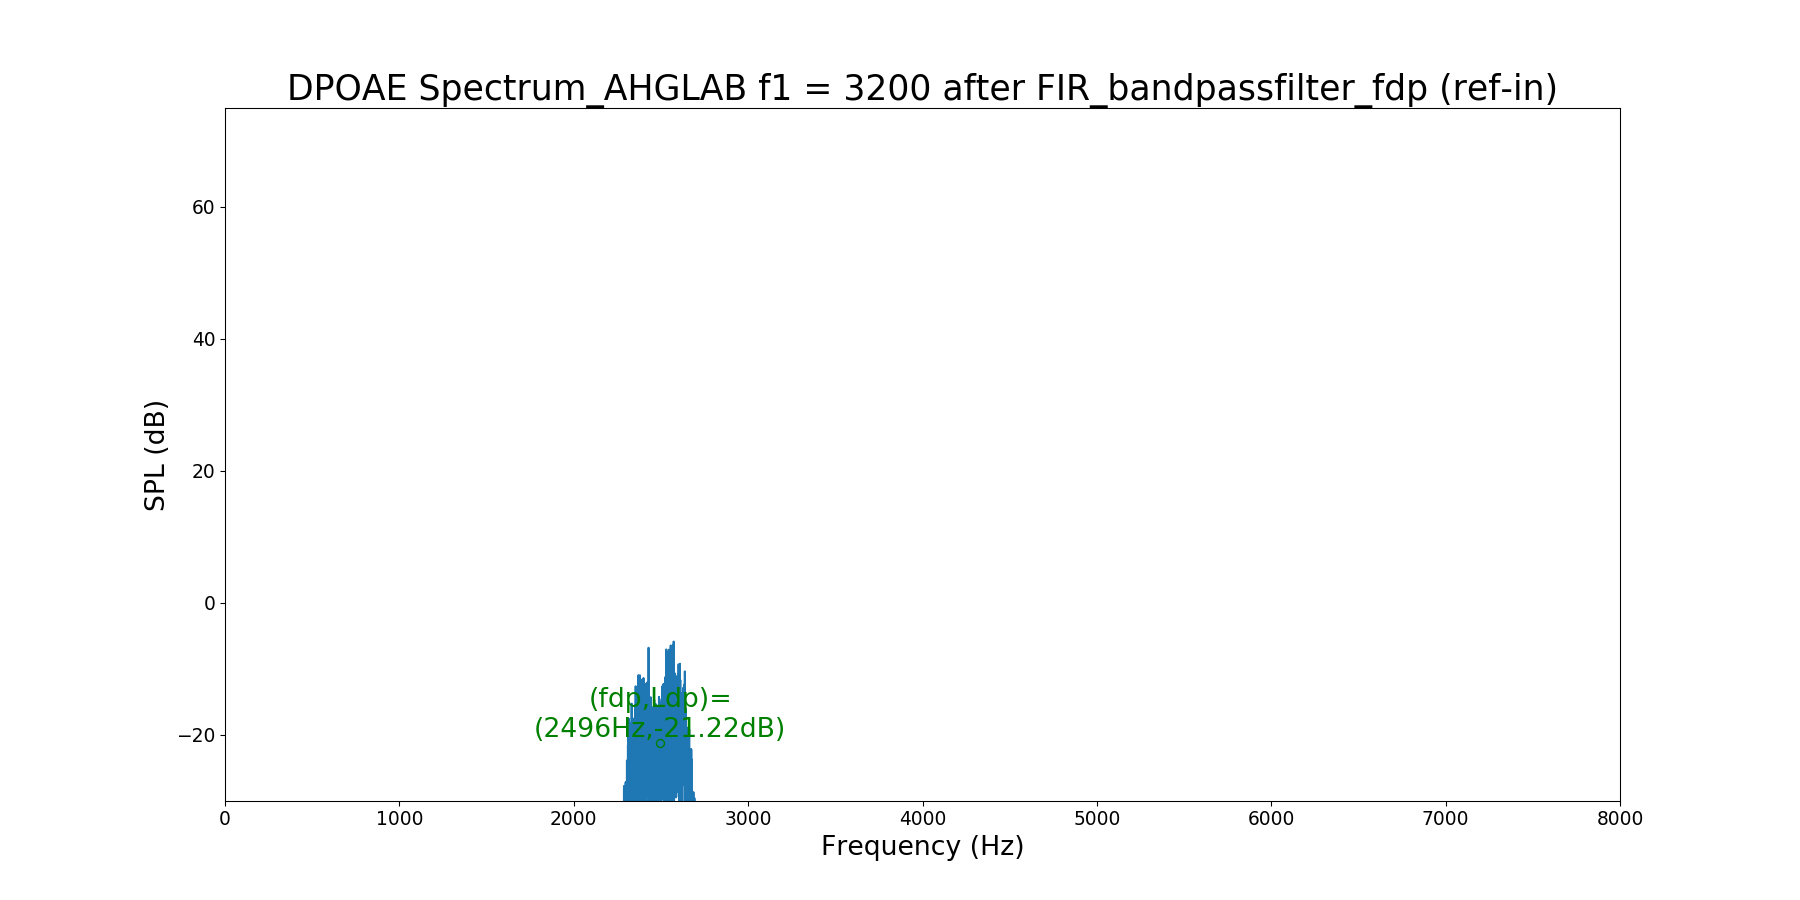 DPOAE Spectrum_AHGLAB f1 = 3200 after FIR_bandpassfilter_fdp (ref-in)
60
40
20
0
−20
SPL (dB)
(fdp,Ldp)=
(2496Hz,-21.22dB)
0 1000 2000 3000 4000 5000 6000 7000 8000
Frequency (Hz)